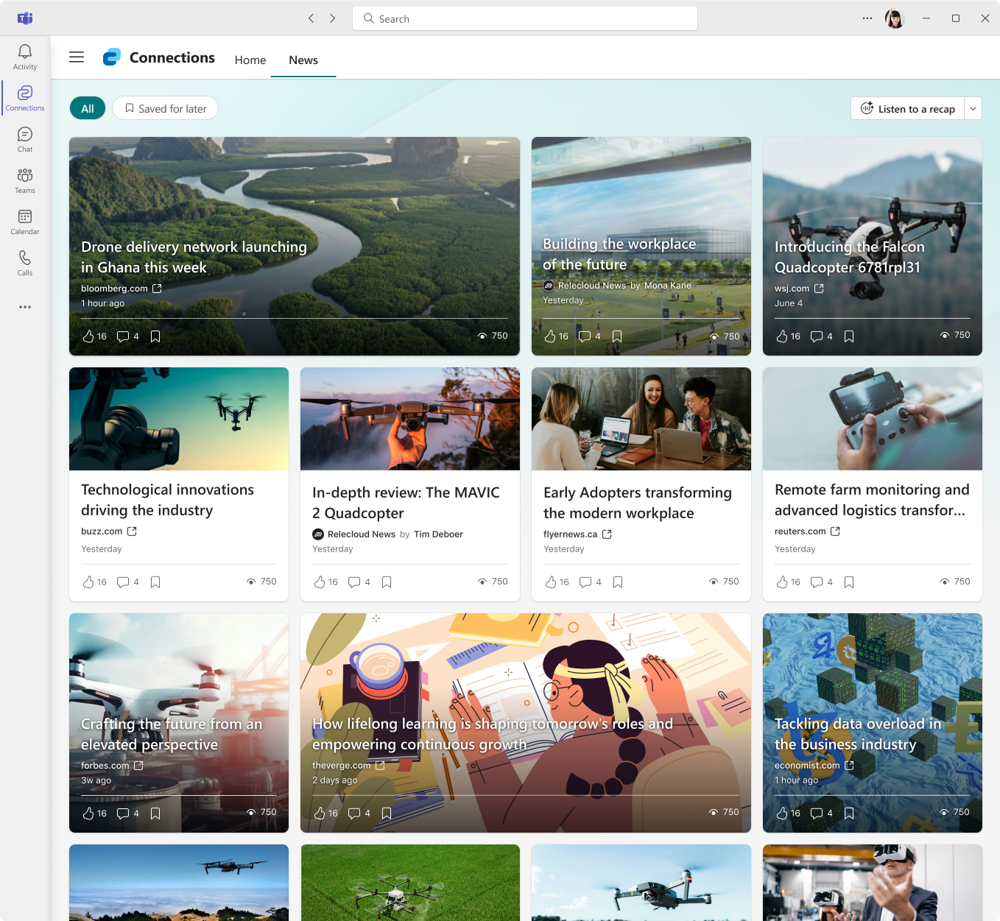 Search
Activity
Connections
Chat
Teams
Calendar
Calls
Connections
Home
News
All
Saved for later
Listen to a recap
Drone delivery network launching
in Ghana this week
bloomberg.com
1 hour ago
16
4
750
Building the workplace
of the future
Relecloud News by Mona Kane
Yesterday
16
4
750
Introducing the Falcon
Quadcopter 6781rpl31
wsj.com
June 4
16
4
750
Technological innovations
driving the industry
buzz.com
Yesterday
16
4
750
In-depth review: The MAVIC
2 Quadcopter
Relecloud News by Tim Deboer
Yesterday
16
4
750
Early Adopters transforming
the modern workplace
flyernews.ca
Yesterday
16
4
750
Remote farm monitoring and
advanced logistics transfor...
reuters.com
Yesterday
16
4
750
Crafting the future from an
elevated perspective
forbes.com
3w ago
16
4
750
How lifelong learning is shaping tomorrow's roles and
empowering continuous growth
theverge.com
2 days ago
16
4
750
Tackling data overload in
the business industry
economist.com
1 hour ago
16
4
750